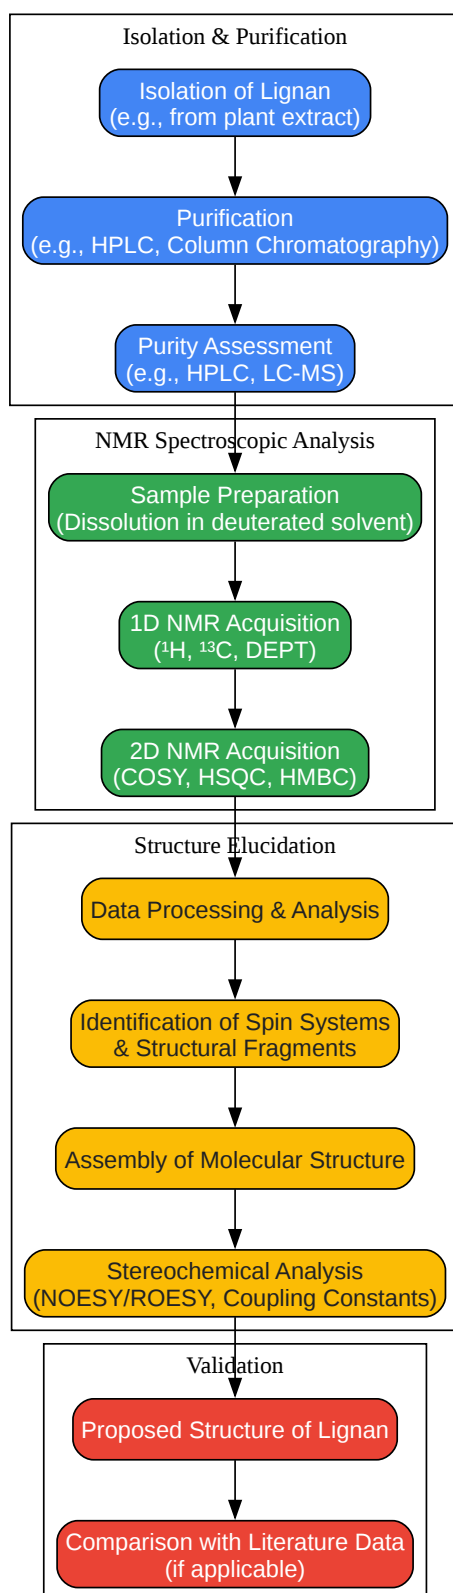 Isolation & Purification
Isolation of Lignan
(e.g., from plant extract)
Purification
(e.g., HPLC, Column Chromatography)
Purity Assessment
(e.g., HPLC, LC-MS)
NMR Spectroscopic Analysis
Sample Preparation
(Dissolution in deuterated solvent)
1D NMR Acquisition
(¹H, ¹³C, DEPT)
2D NMR Acquisition
(COSY, HSQC, HMBC)
Structure Elucidation
Data Processing & Analysis
Identification of Spin Systems
& Structural Fragments
Assembly of Molecular Structure
Stereochemical Analysis
(NOESY/ROESY, Coupling Constants)
Validation
Proposed Structure of Lignan
Comparison with Literature Data
(if applicable)